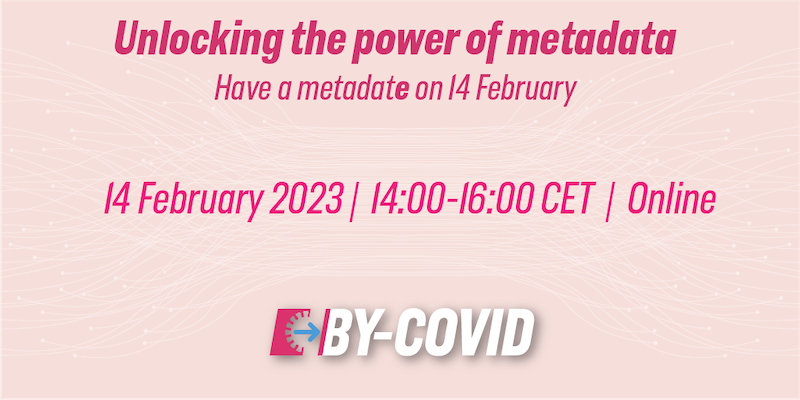 Unlocking the power of metadata
Have a metadate on 14 February
14 February 2023 | 14:00-16:00 CET | Online
BY-COVID